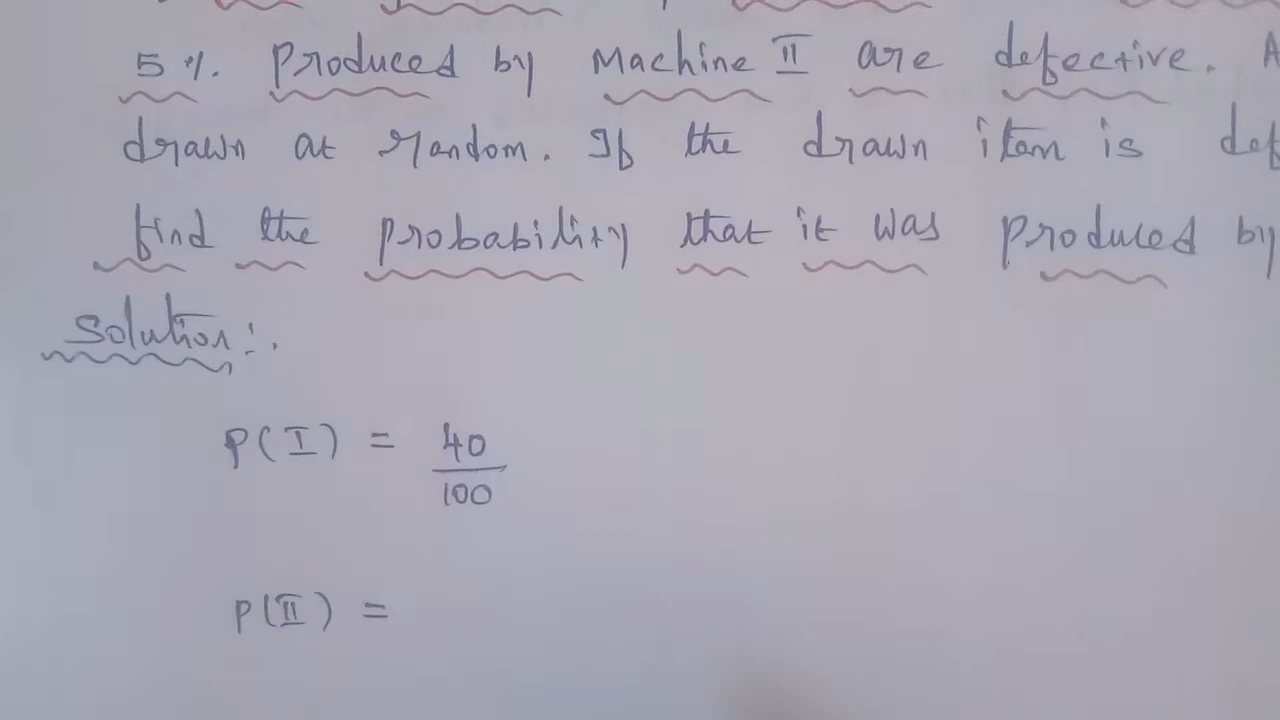 5%. Produced by Machine II are defective. A
drawn at random. If the drawn item is def
find the probability that it was produced by
Solution:
P(I) = 40/100
P(II) =